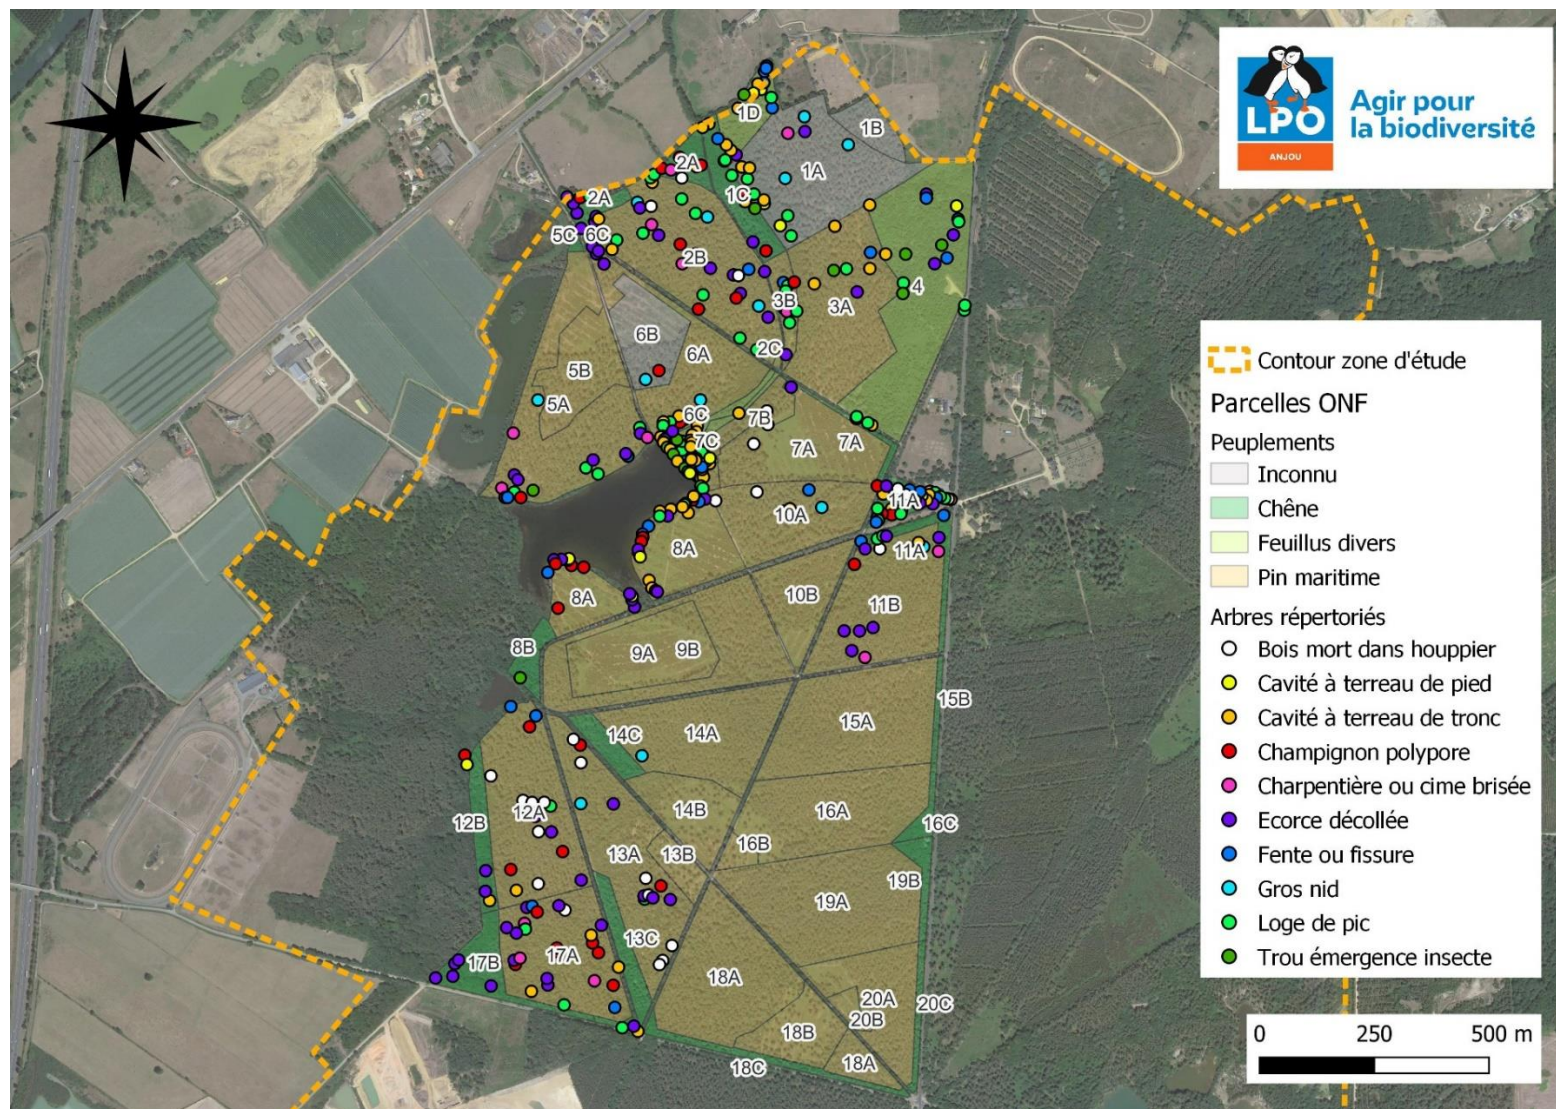 LPO
ANJOU
Agir pour
la biodiversité
1D
1B
1A
2A
1C
2A
5C
6C
2B
4
3B
3A
6B
2C
6A
5B
5A
6C
7B
7C
7A
7A
11A
10A
8A
11A
8A
10B
11B
8B
9A
9B
15B
14C
14A
15A
12A
12B
14B
16A
16C
13A
13B
16B
19B
19A
13C
17A
17B
18A
20A
20B
20C
18B
18A
18C
Contour zone d'étude
Parcelles ONF
Peuplements
Inconnu
Chêne
Feuillus divers
Pin maritime
Arbres répertoriés
Bois mort dans houppier
Cavité à terreau de pied
Cavité à terreau de tronc
Champignon polypore
Charpentière ou cime brisée
Ecorce décollée
Fente ou fissure
Gros nid
Loge de pic
Trou émergence insecte
0 250 500 m